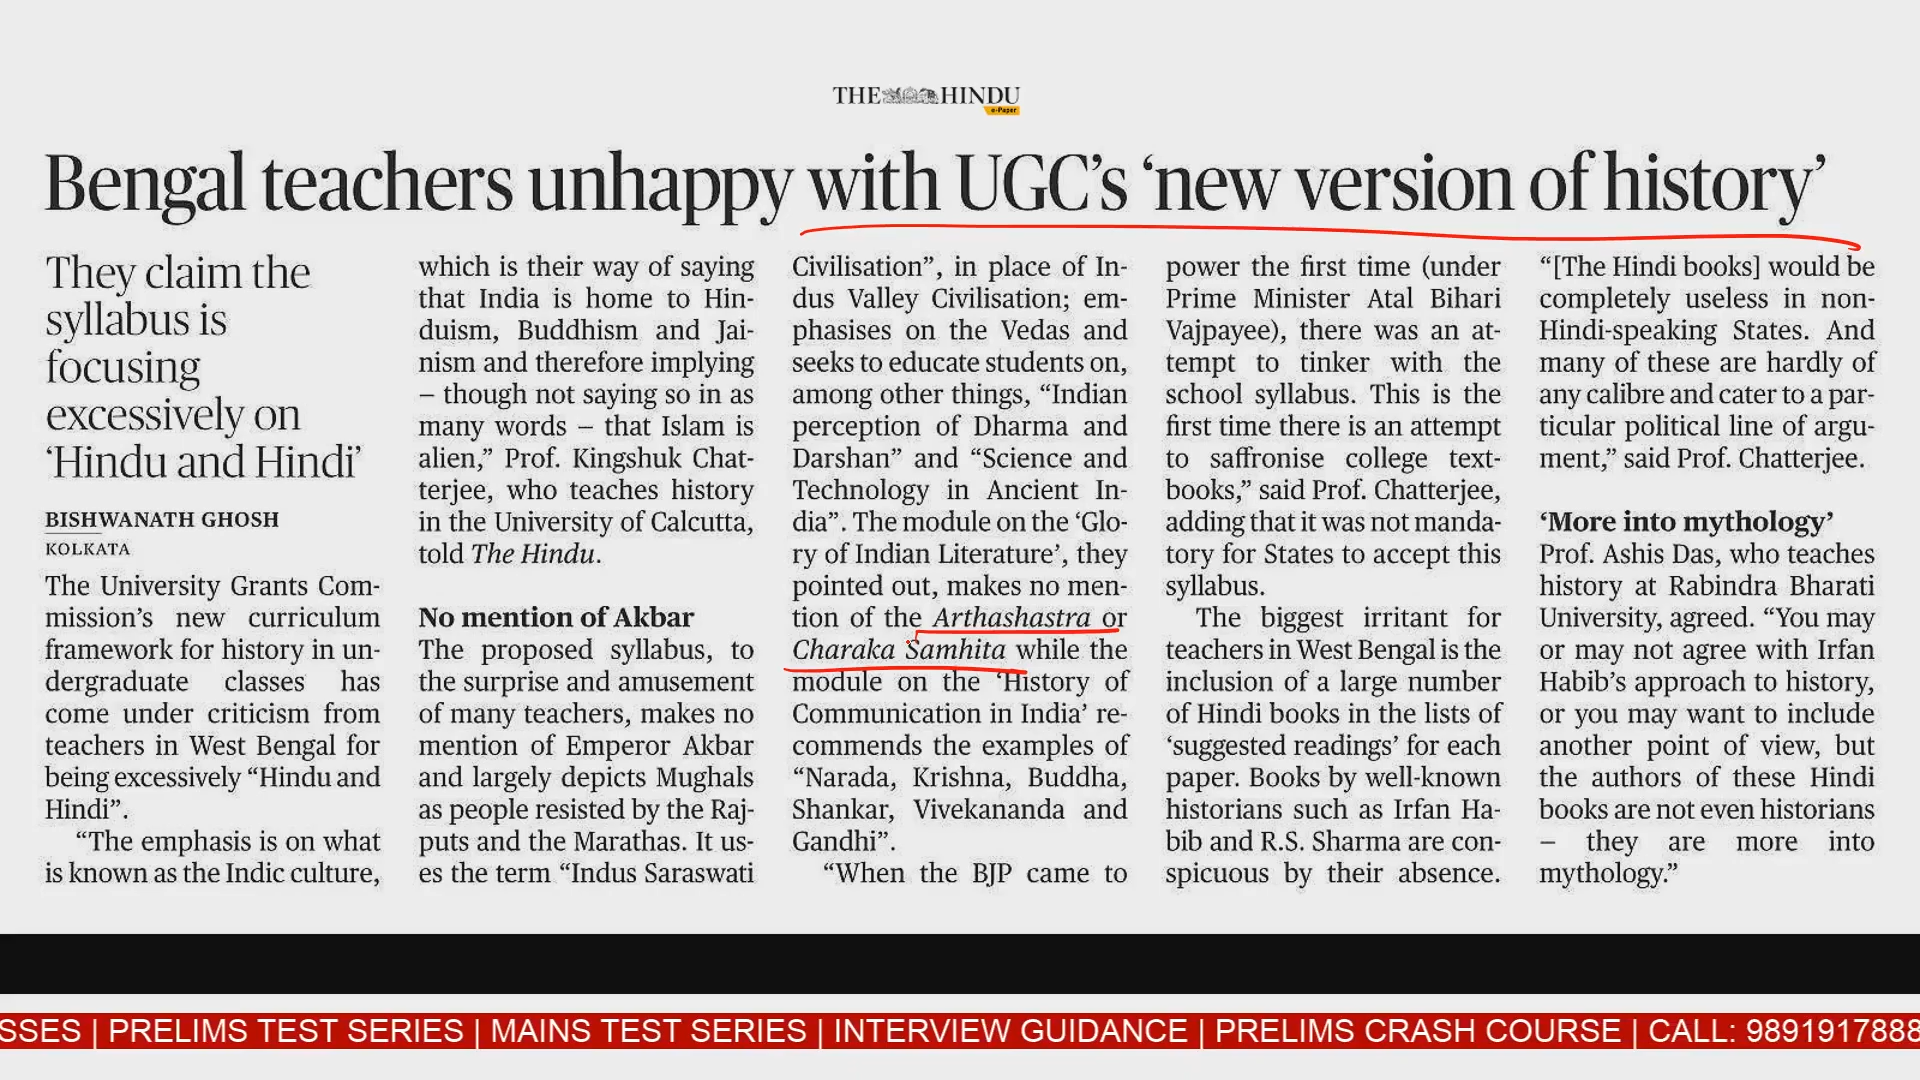 THE HINDU
e-Paper
Bengal teachers unhappy with UGC’s ‘new version of history’
They claim the
syllabus is
focusing
excessively on
‘Hindu and Hindi’
BISHWANATH GHOSH
KOLKATA
The University Grants Com-
mission’s new curriculum
framework for history in un-
dergraduate classes has
come under criticism from
teachers in West Bengal for
being excessively “Hindu and
Hindi”.
“The emphasis is on what
is known as the Indic culture,
which is their way of saying
that India is home to Hin-
duism, Buddhism and Jai-
nism and therefore implying
– though not saying so in as
many words – that Islam is
alien,” Prof. Kingshuk Chat-
terjee, who teaches history
in the University of Calcutta,
told The Hindu.
No mention of Akbar
The proposed syllabus, to
the surprise and amusement
of many teachers, makes no
mention of Emperor Akbar
and largely depicts Mughals
as people resisted by the Raj-
puts and the Marathas. It us-
es the term “Indus Saraswati
Civilisation”, in place of In-
dus Valley Civilisation; em-
phasises on the Vedas and
seeks to educate students on,
among other things, “Indian
perception of Dharma and
Darshan” and “Science and
Technology in Ancient In-
dia”. The module on the ‘Glo-
ry of Indian Literature’, they
pointed out, makes no men-
tion of the Arthashastra or
Charaka Samhita while the
module on the ‘History of
Communication in India’ re-
commends the examples of
“Narada, Krishna, Buddha,
Shankar, Vivekananda and
Gandhi”.
“When the BJP came to
power the first time (under
Prime Minister Atal Bihari
Vajpayee), there was an at-
tempt to tinker with the
school syllabus. This is the
first time there is an attempt
to saffronise college text-
books,” said Prof. Chatterjee,
adding that it was not manda-
tory for States to accept this
syllabus.
The biggest irritant for
teachers in West Bengal is the
inclusion of a large number
of Hindi books in the lists of
‘suggested readings’ for each
paper. Books by well-known
historians such as Irfan Ha-
bib and R.S. Sharma are con-
spicuous by their absence.
“[The Hindi books] would be
completely useless in non-
Hindi-speaking States. And
many of these are hardly of
any calibre and cater to a par-
ticular political line of argu-
ment,” said Prof. Chatterjee.
‘More into mythology’
Prof. Ashis Das, who teaches
history at Rabindra Bharati
University, agreed. “You may
or may not agree with Irfan
Habib’s approach to history,
or you may want to include
another point of view, but
the authors of these Hindi
books are not even historians
– they are more into
mythology.”
SSES | PRELIMS TEST SERIES | MAINS TEST SERIES | INTERVIEW GUIDANCE | PRELIMS CRASH COURSE | CALL: 9891917888